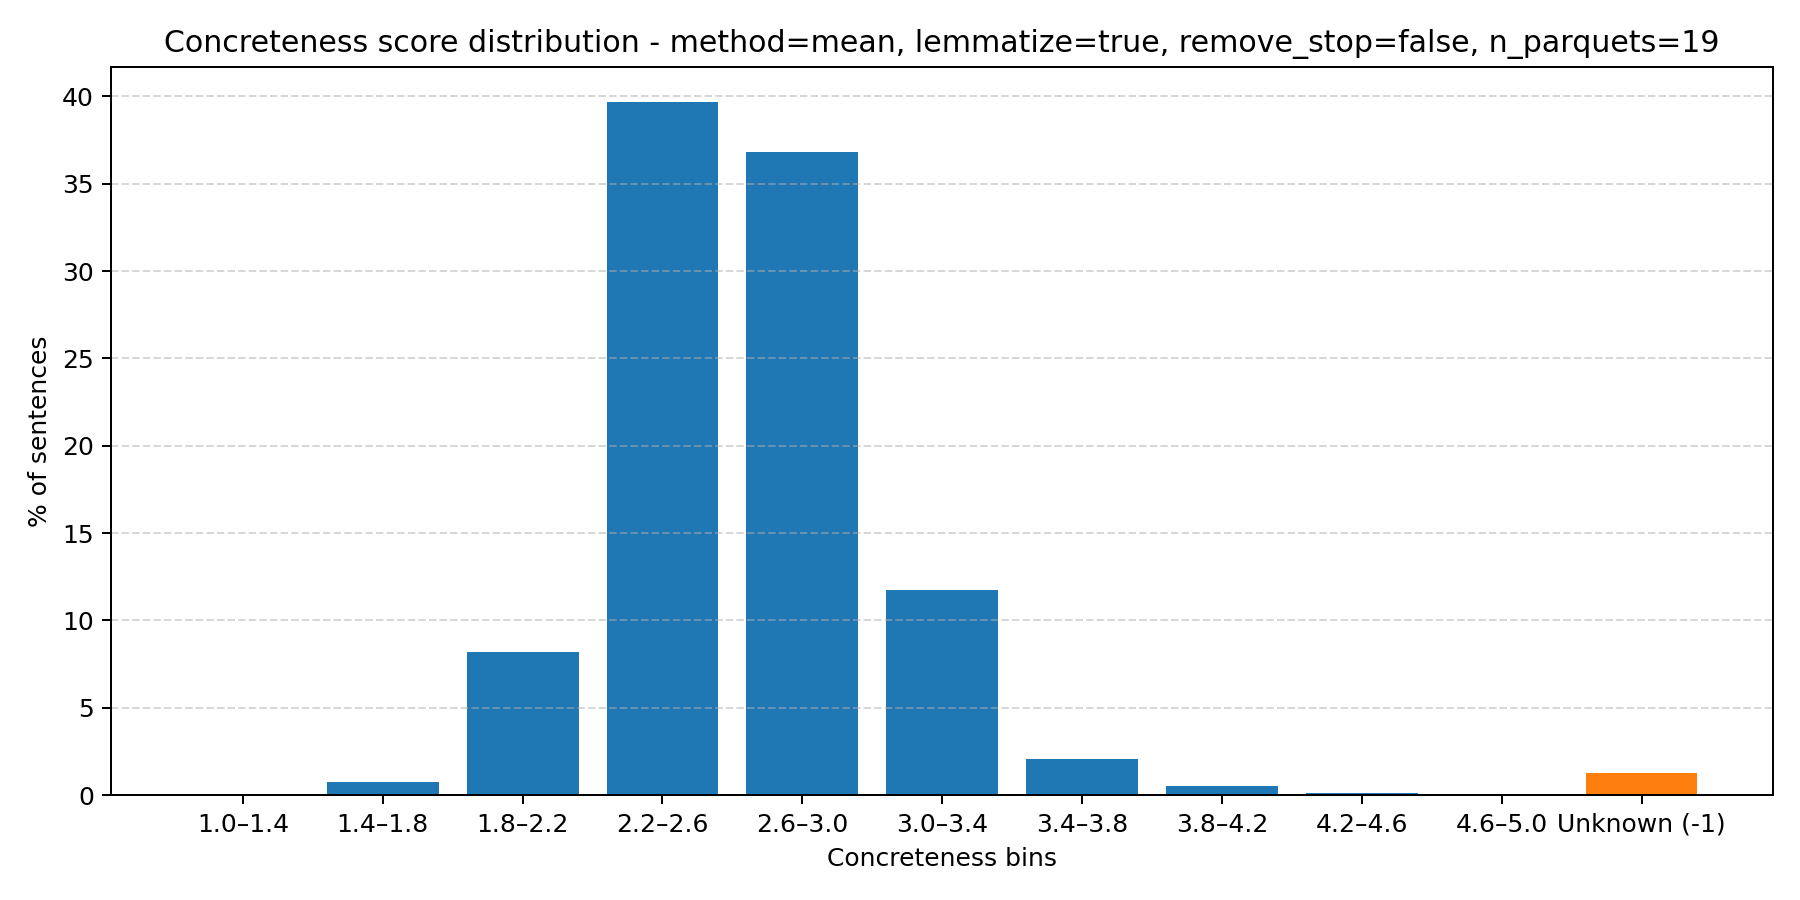 Concreteness score distribution - method=mean, lemmatize=true, remove_stop=false, n_parquets=19
% of sentences
40
35
30
25
20
15
10
5
0
1.0–1.4 1.4–1.8 1.8–2.2 2.2–2.6 2.6–3.0 3.0–3.4 3.4–3.8 3.8–4.2 4.2–4.6 4.6–5.0 Unknown (-1)
Concreteness bins